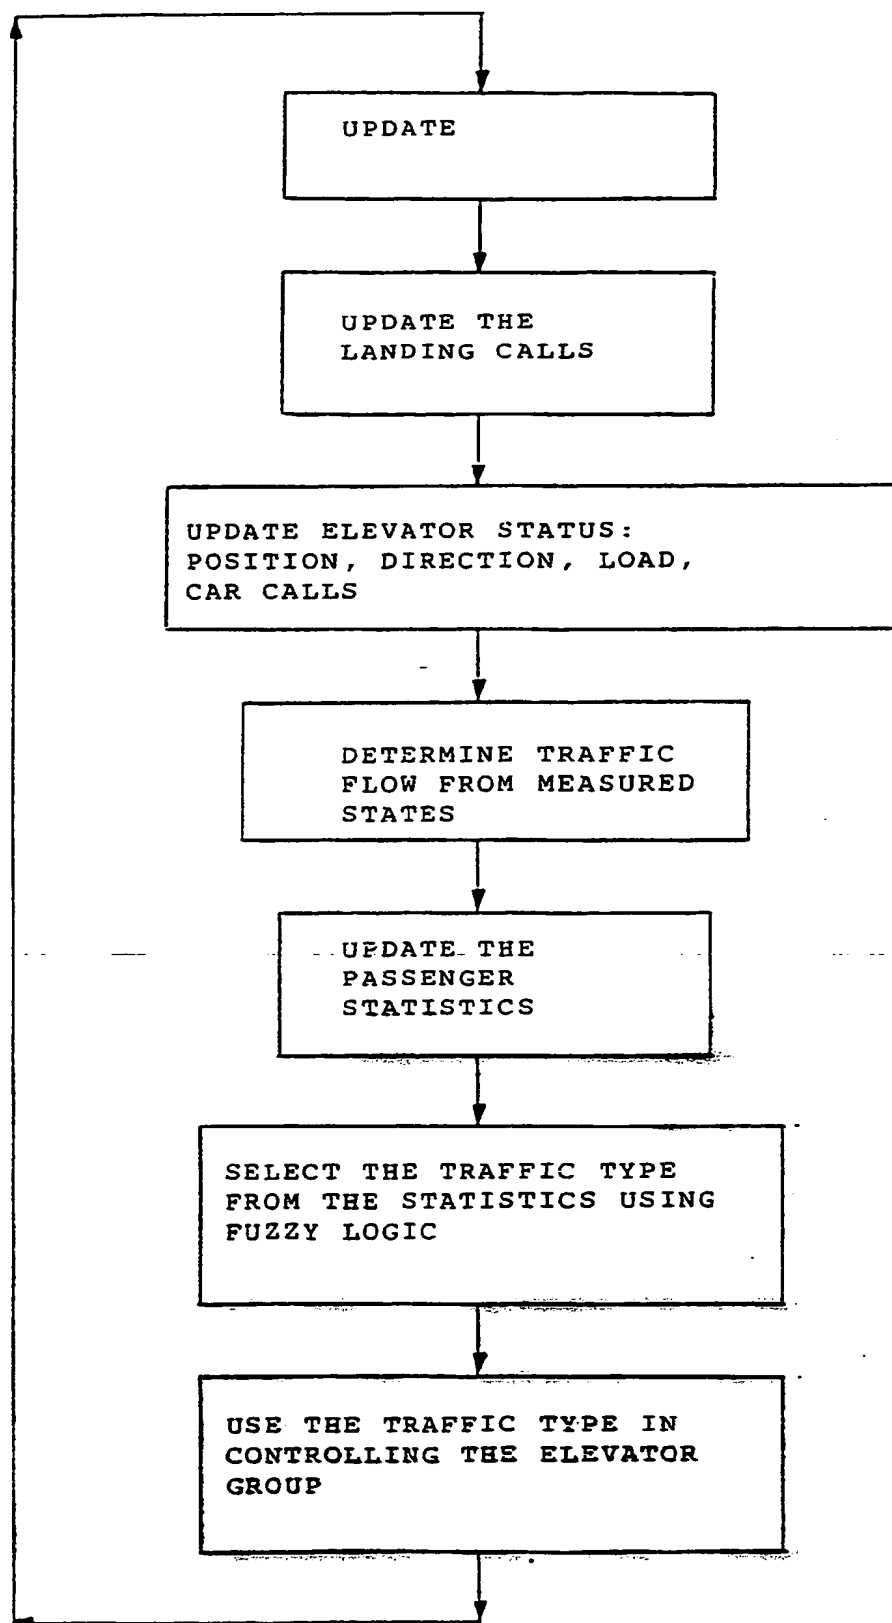 UPDATE
UPDATE THE
LANDING CALLS
UPDATE ELEVATOR STATUS:
POSITION, DIRECTION, LOAD,
CAR CALLS
DETERMINE TRAFFIC
FLOW FROM MEASURED
STATES
UPDATE THE
PASSENGER
STATISTICS
SELECT THE TRAFFIC TYPE
FROM THE STATISTICS USING
FUZZY LOGIC
USE THE TRAFFIC TYPE IN
CONTROLLING THE ELEVATOR
GROUP